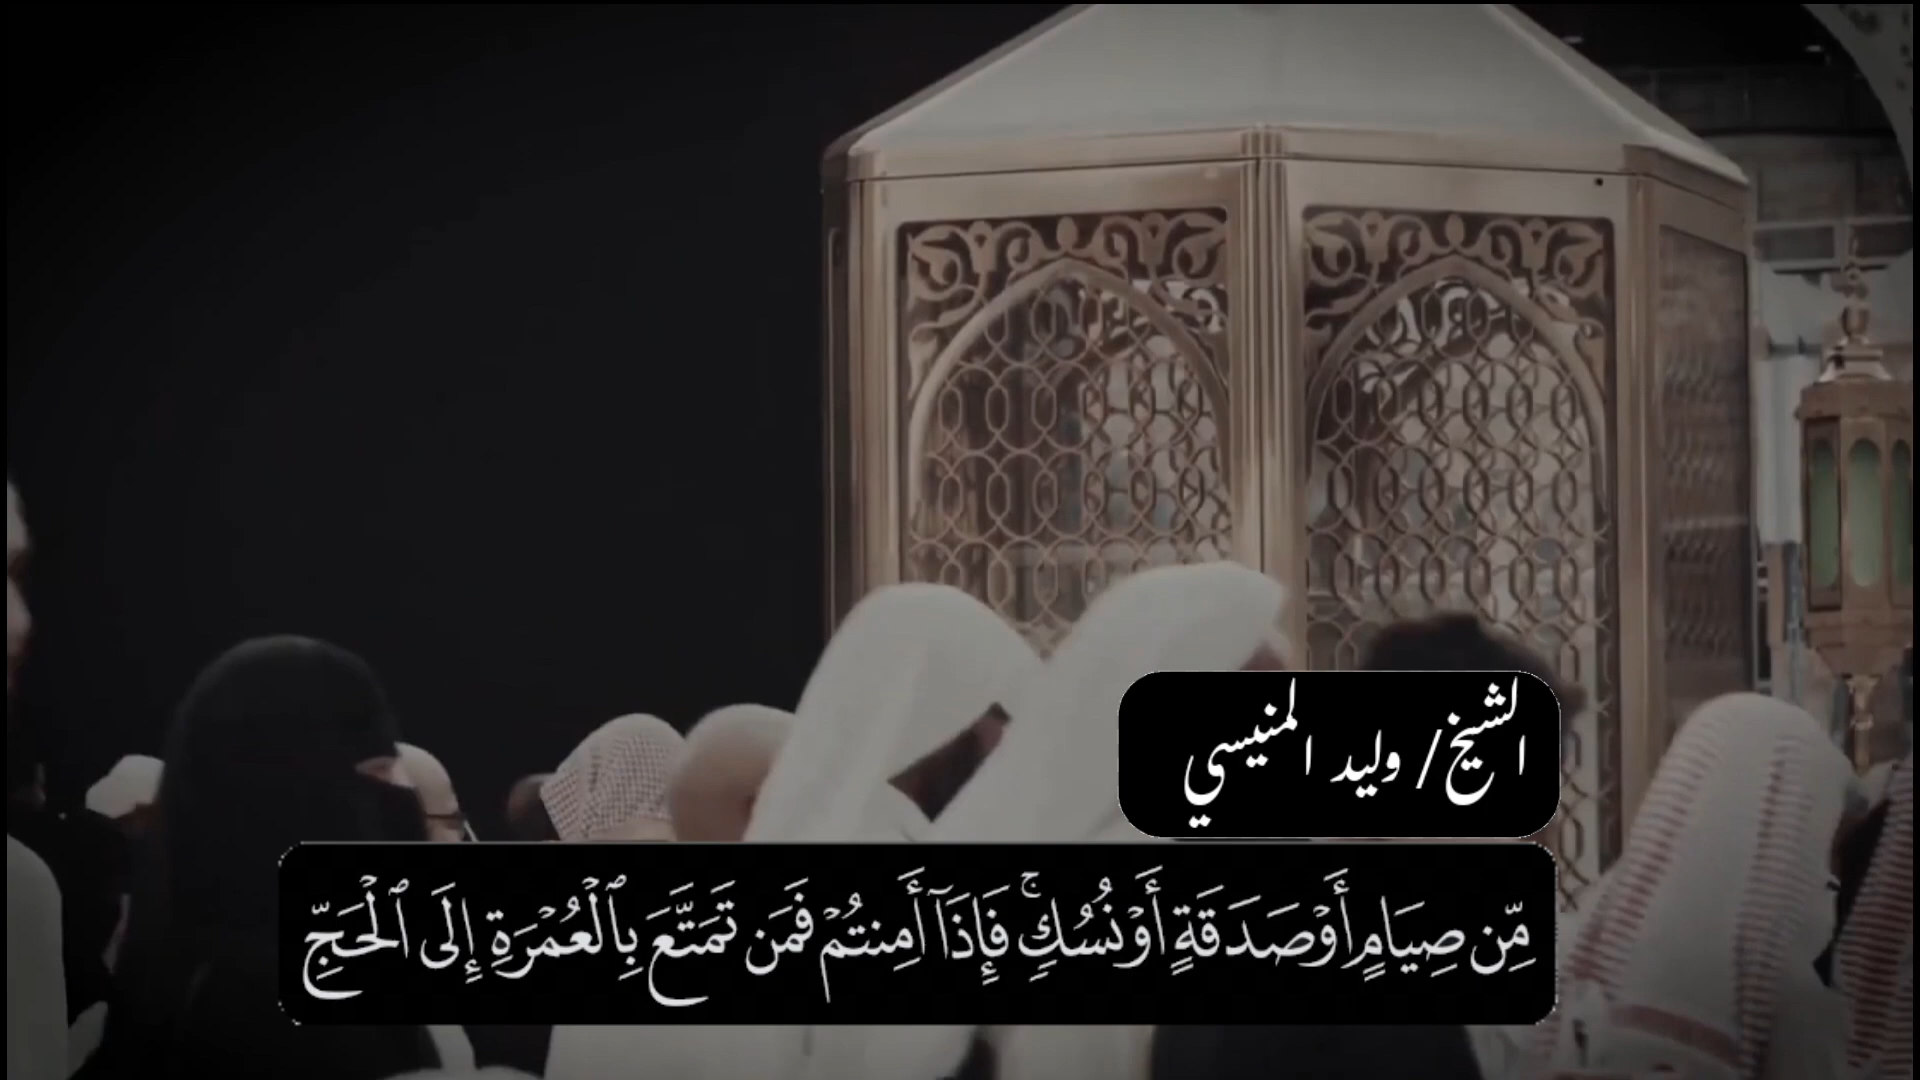 الشيخ/ وليد المنيسي
مِّن صِيَامٍ أَوۡ صَدَقَةٍ أَوۡ نُسُكٖۚ فَإِذَآ أَمِنتُمۡ فَمَن تَمَتَّعَ بِٱلۡعُمۡرَةِ إِلَى ٱلۡحَجِّ